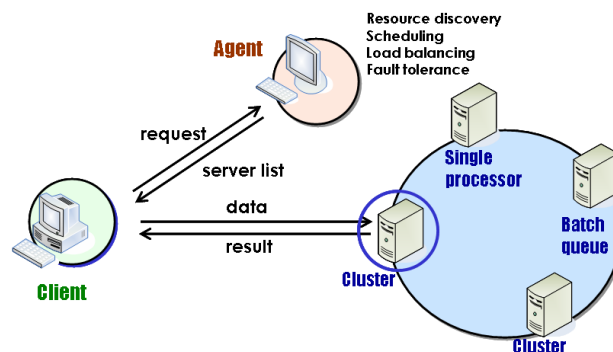 Resource discovery
Scheduling
Load balancing
Fault tolerance
Agent
request
server list
Single
processor
Batch
queue
data
result
Cluster
Client
Cluster